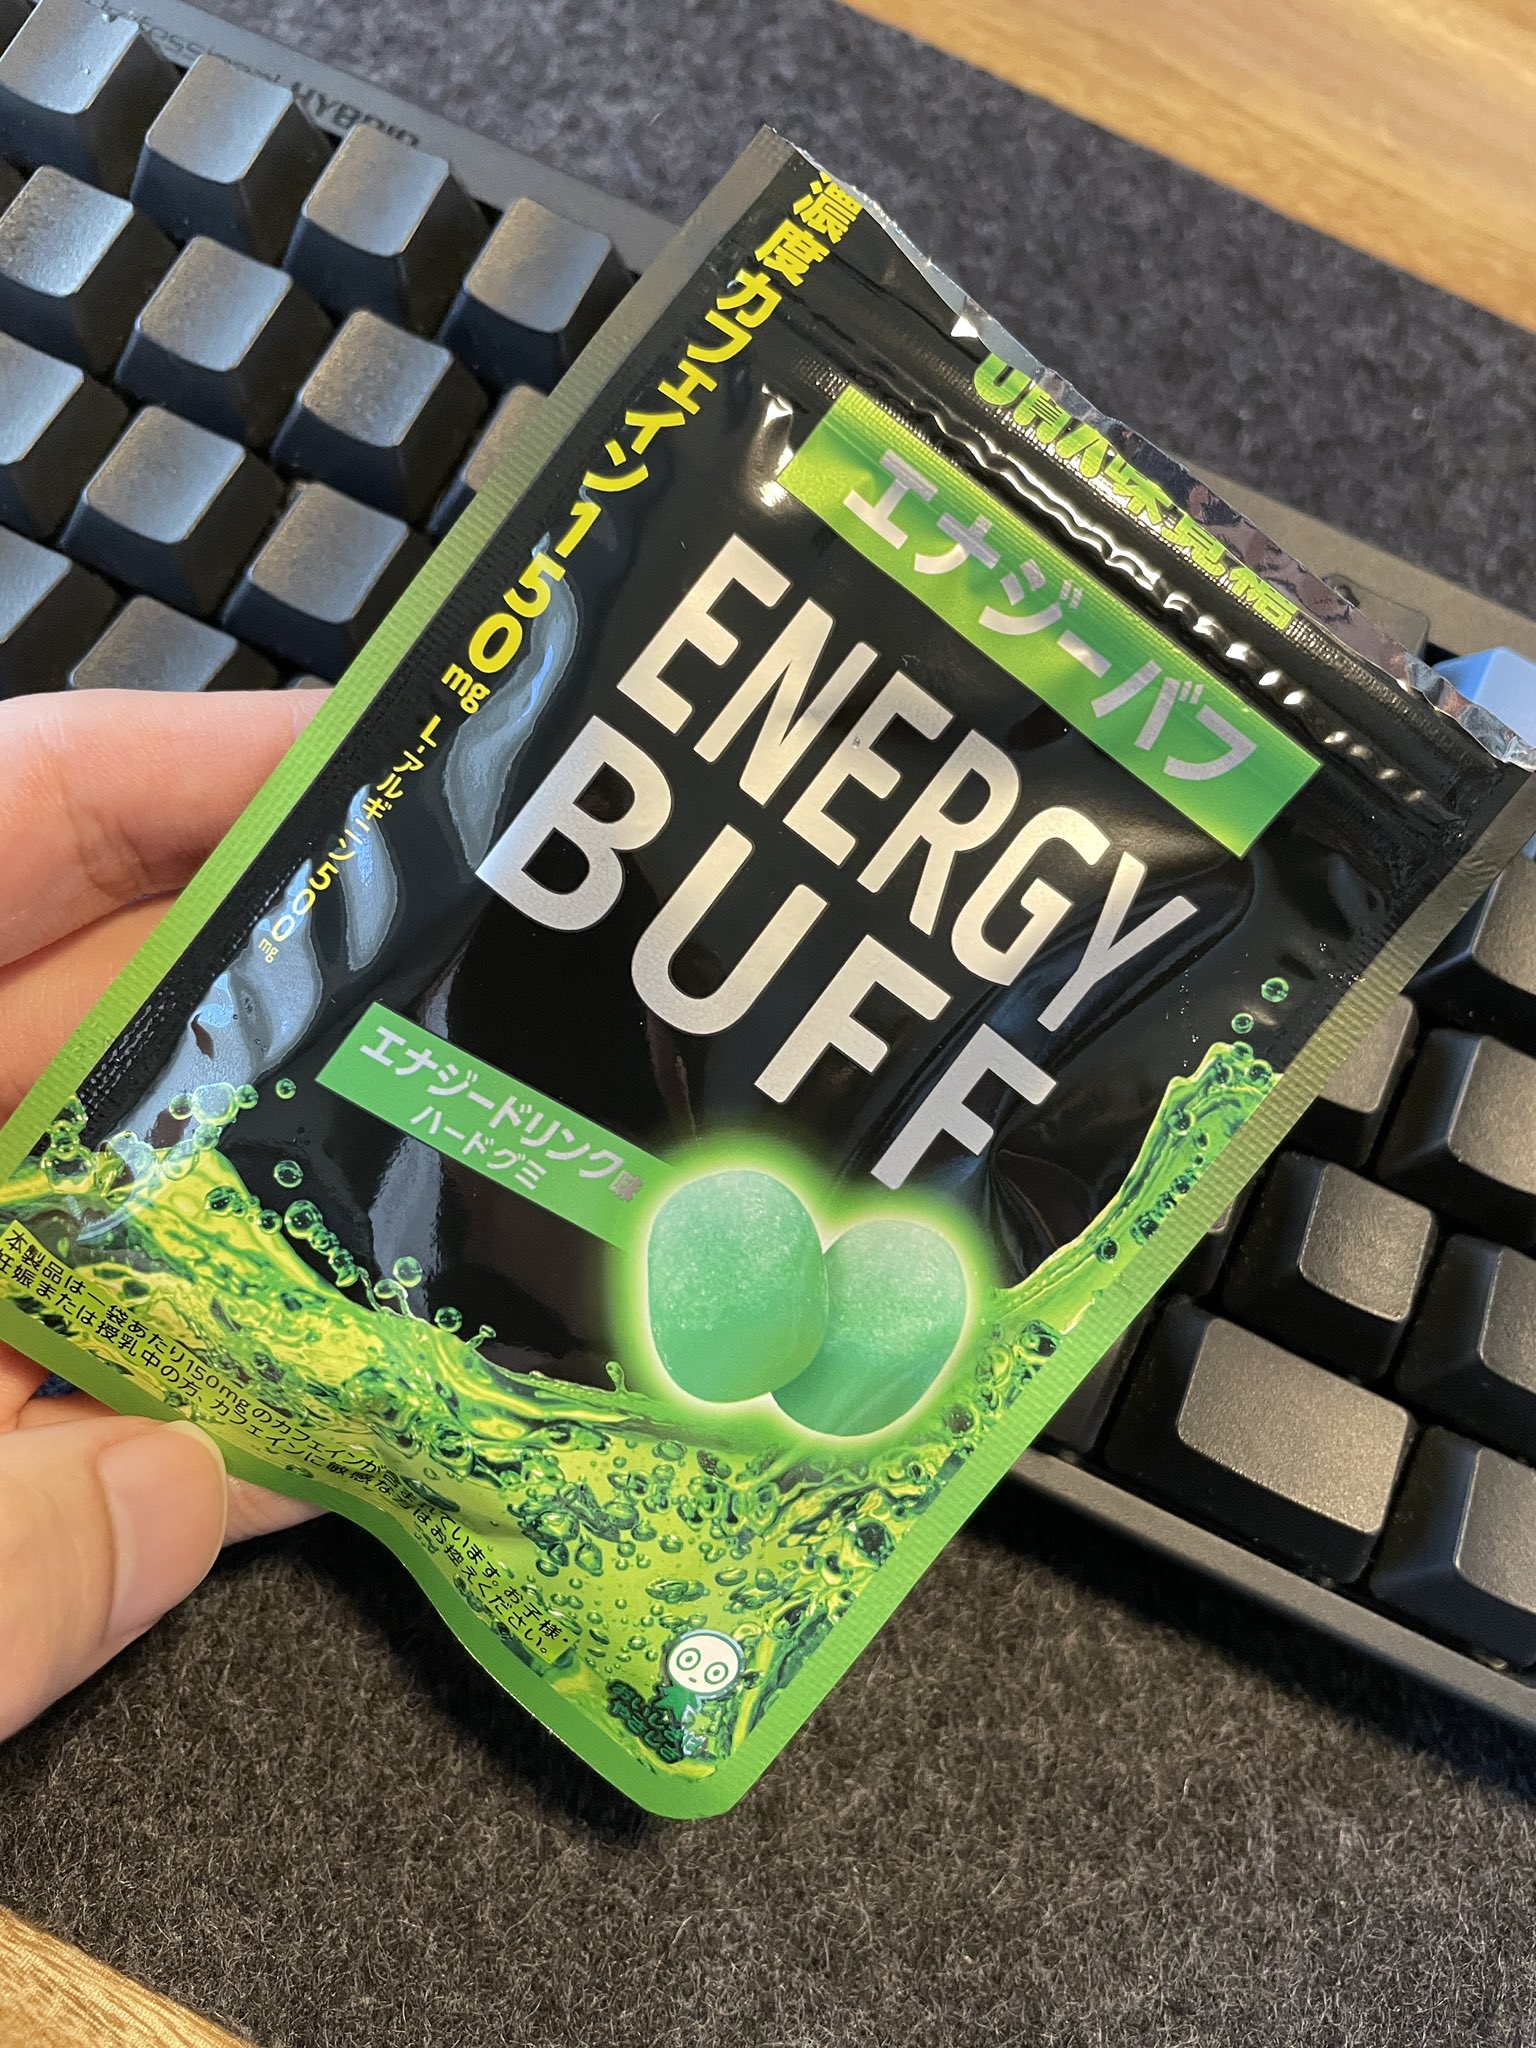 Professional HYBRID
UHA味覚糖
エナジーバフ
ENERGY
BUFF
濃度カフェイン150mg L-アルギニン500mg
エナジードリンク味
ハードグミ
本製品は一袋あたり150mgのカフェインが含まれています。お子様・
妊娠または授乳中の方、カフェインに敏感な方はお控えください。